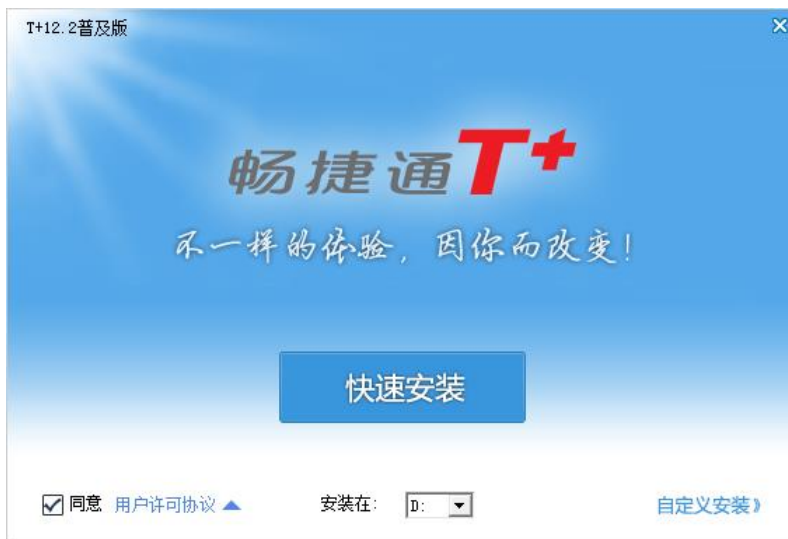 T+12.2普及版
畅捷通T+
不一样的体验，因你而改变！
快速安装
同意 用户许可协议 安装在： D: 自定义安装》